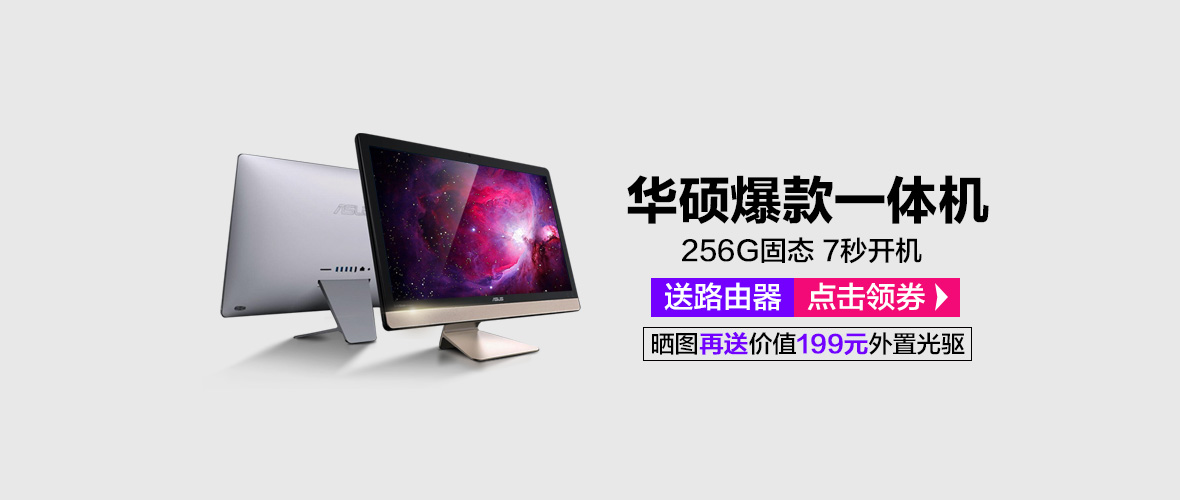 华硕爆款一体机
256G固态 7秒开机
送路由器 点击领券
晒图再送价值199元外置光驱
ASUS
ASUS